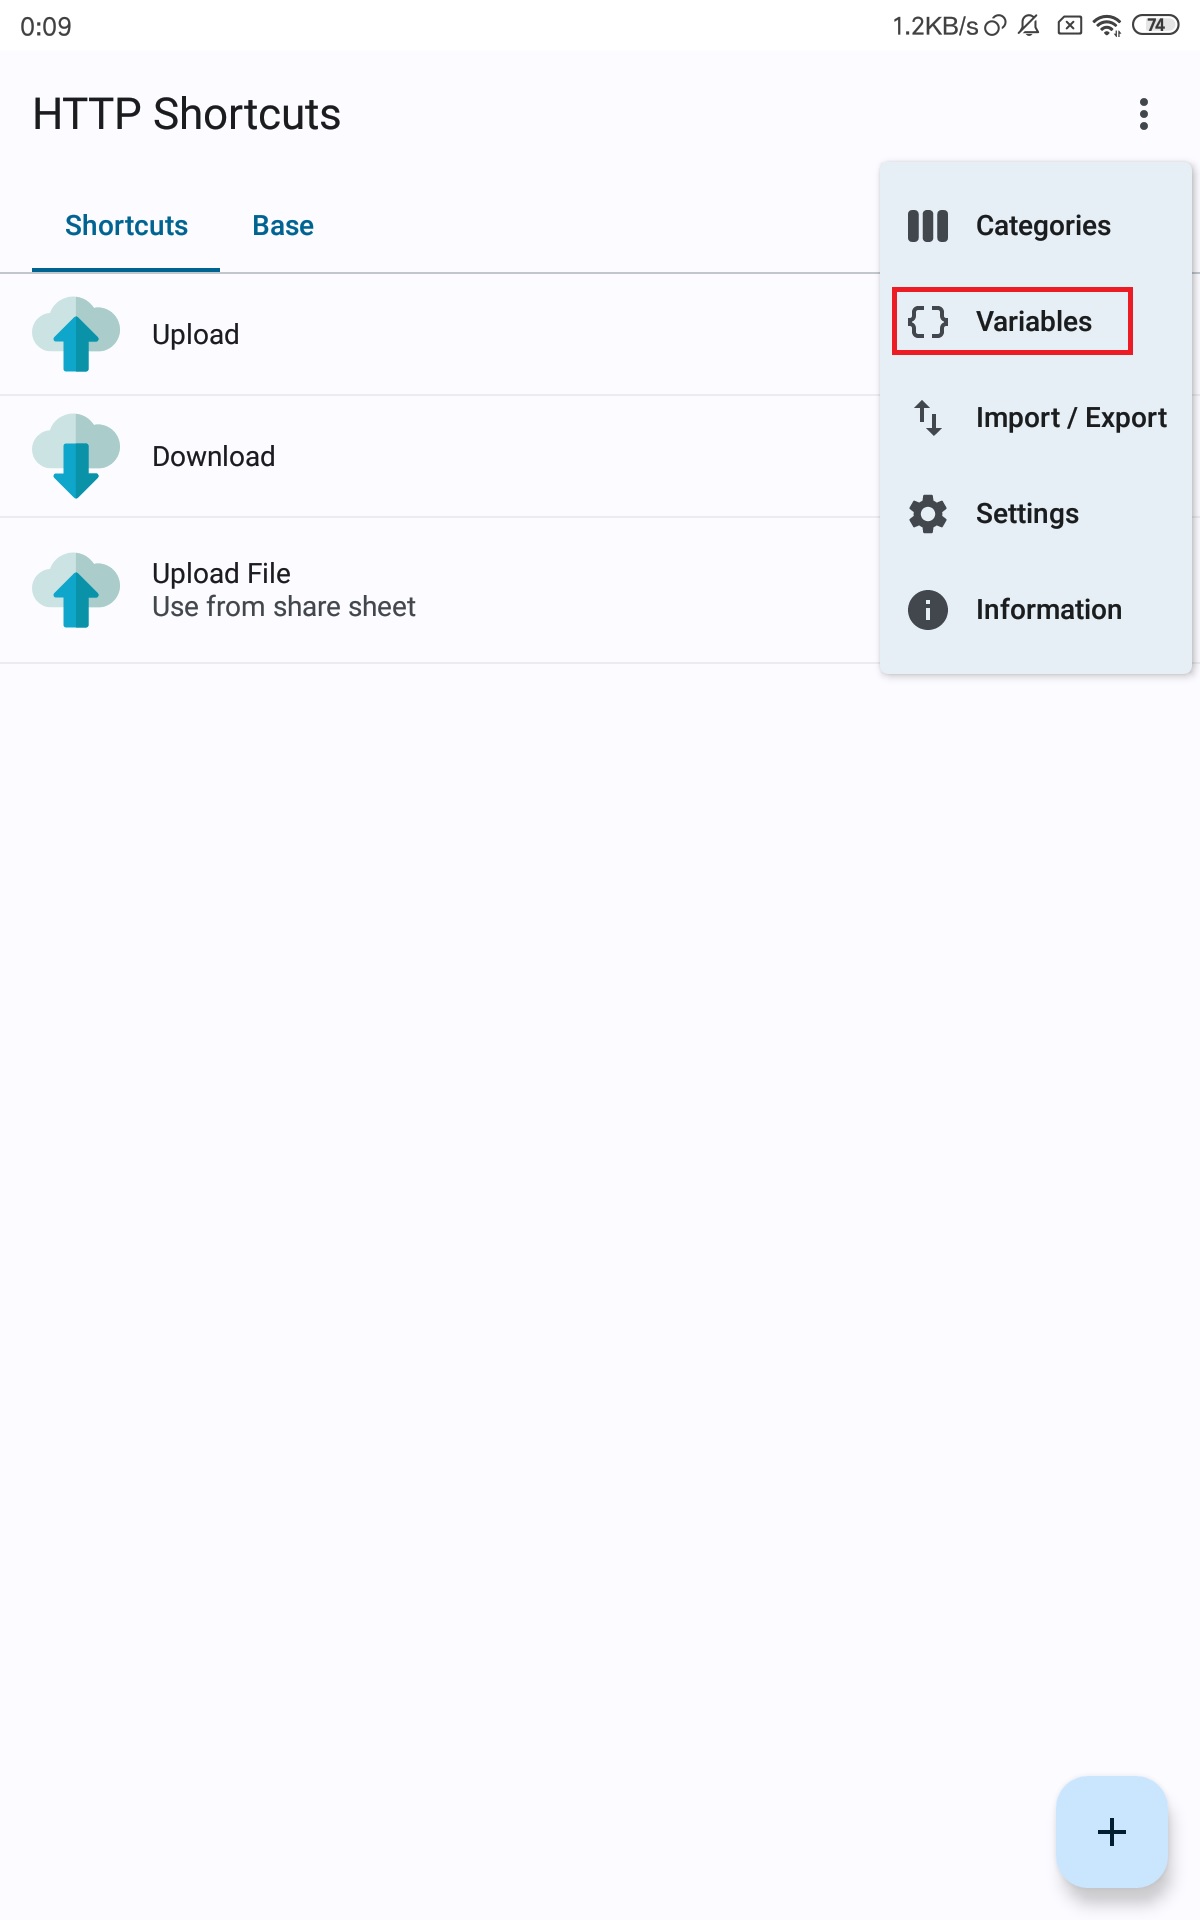 0:09
1.2KB/s
74
HTTP Shortcuts
Shortcuts
Base
Upload
Download
Upload File
Use from share sheet
Categories
Variables
Import / Export
Settings
Information